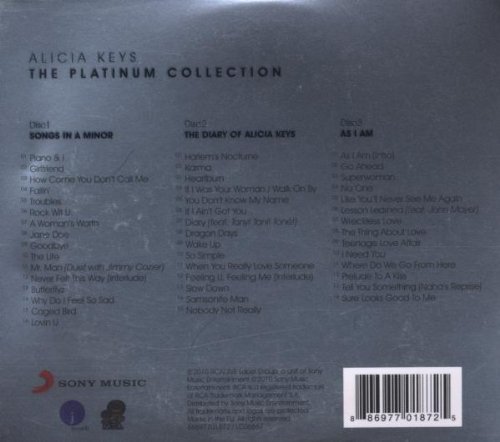 ALICIA KEYS
THE PLATINUM COLLECTION
Disc1
SONGS IN A MINOR
Piano & I
Girlfriend
How Come You Don't Call Me
Fallin'
Troubles
Rock Wit U
A Woman's Worth
Jane Doe
Goodbye
The Life
Mr. Man (Duet with Jimmy Cozier)
Never Felt This Way (Interlude)
Butterflyz
Why Do I Feel So Sad
Caged Bird
Lovin U
Disc2
THE DIARY OF ALICIA KEYS
Harlem's Nocturne
Karma
Heartburn
If I Was Your Woman / Walk On By
You Don't Know My Name
If I Ain't Got You
Diary (feat. Tony! Toni! Toné!)
Dragon Days
Wake Up
So Simple
When You Really Love Someone
Feeling U, Feeling Me (Interlude)
Slow Down
Samsonite Man
Nobody Not Really
Disc3
AS I AM
As I Am (Intro)
Go Ahead
Superwoman
No One
Like You'll Never See Me Again
Lesson Learned (feat. John Mayer)
Wreckless Love
The Thing About Love
Teenage Love Affair
I Need You
Where Do We Go From Here
Prelude To A Kiss
Tell You Something (Nana's Reprise)
Sure Looks Good To Me
SONY MUSIC
8 86977 01872 5